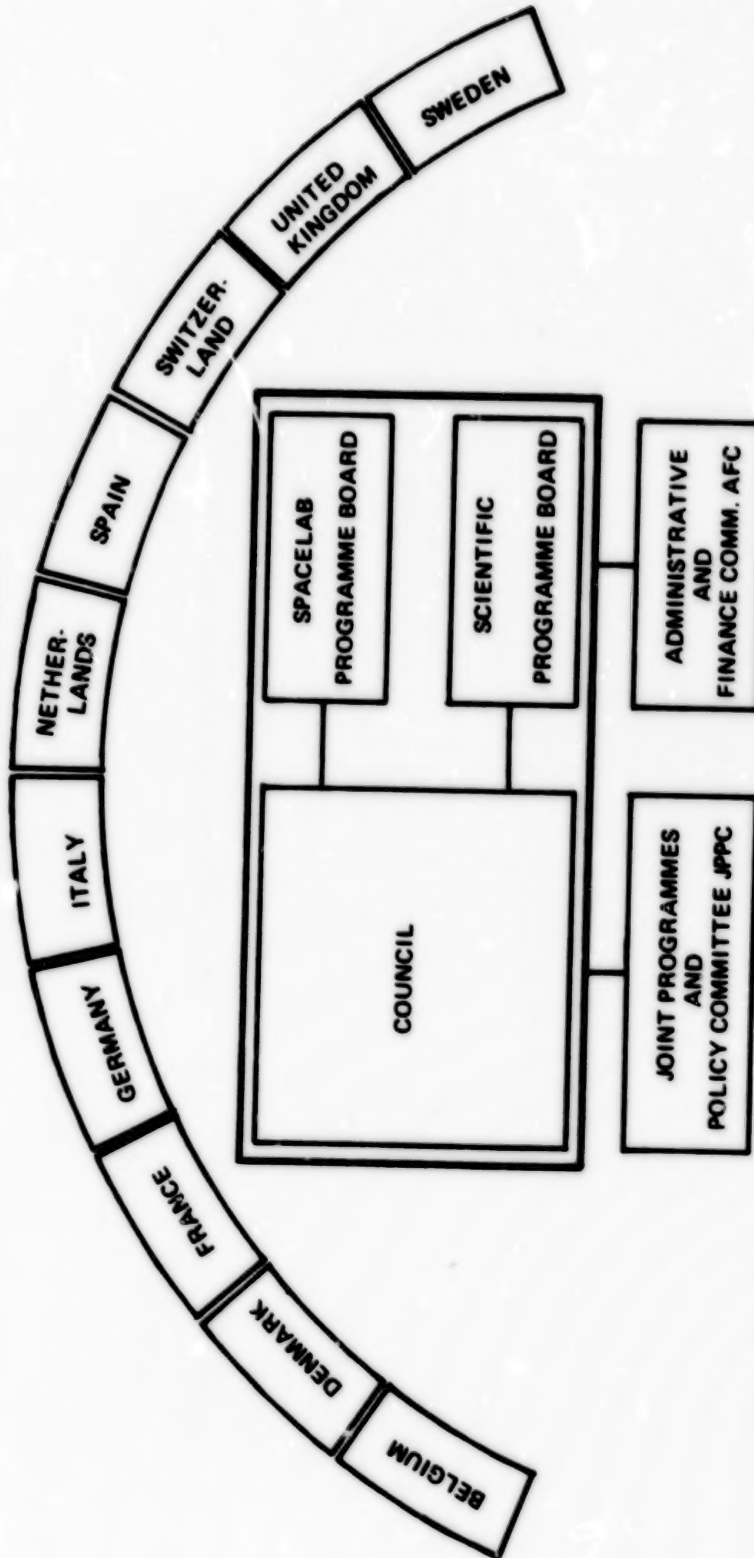 BELGIUM
DENMARK
FRANCE
GERMANY
ITALY
NETHER-
LANDS
SPAIN
SWITZER-
LAND
UNITED
KINGDOM
SWEDEN
COUNCIL
SPACELAB
PROGRAMME BOARD
SCIENTIFIC
PROGRAMME BOARD
JOINT PROGRAMMES
AND
POLICY COMMITTEE JPPC
ADMINISTRATIVE
AND
FINANCE COMM. AFC